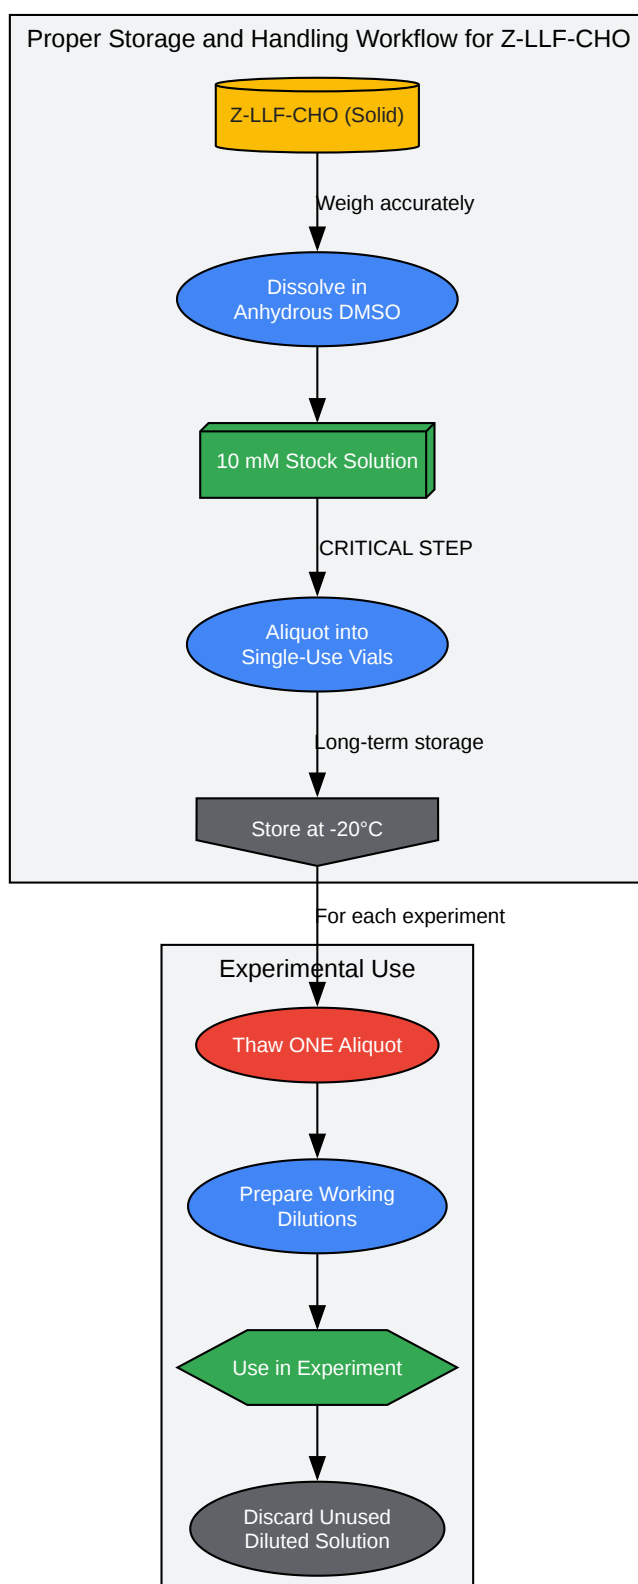 Proper Storage and Handling Workflow for Z-LLF-CHO
Z-LLF-CHO (Solid)
Weigh accurately
Dissolve in
Anhydrous DMSO
10 mM Stock Solution
CRITICAL STEP
Aliquot into
Single-Use Vials
Long-term storage
Store at -20°C
For each experiment
Experimental Use
Thaw ONE Aliquot
Prepare Working
Dilutions
Use in Experiment
Discard Unused
Diluted Solution